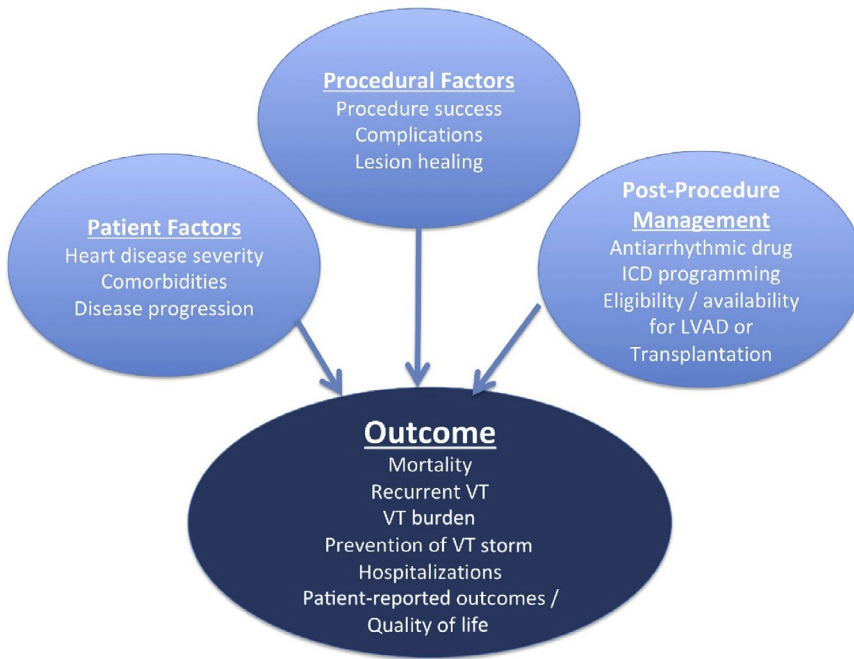 Procedural Factors
Procedure success
Complications
Lesion healing
Patient Factors
Heart disease severity
Comorbidities
Disease progression
Post-Procedure
Management
Antiarrhythmic drug
ICD programming
Eligibility / availability
for LVAD or
Transplantation
Outcome
Mortality
Recurrent VT
VT burden
Prevention of VT storm
Hospitalizations
Patient-reported outcomes /
Quality of life